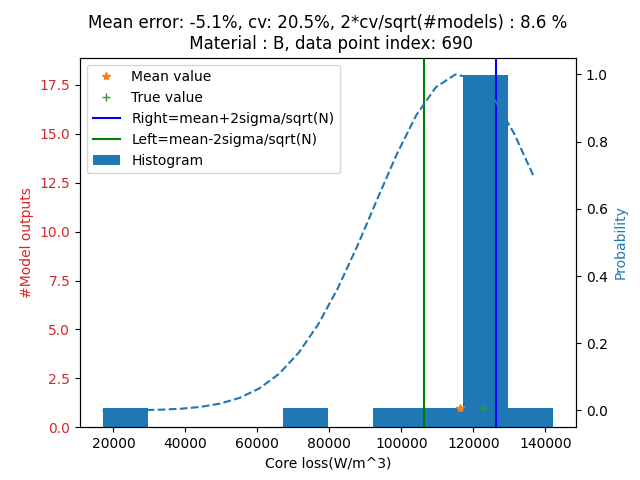 Mean error: -5.1%, cv: 20.5%, 2*cv/sqrt(#models) : 8.6 %
Material : B, data point index: 690
Mean value
True value
Right=mean+2sigma/sqrt(N)
Left=mean-2sigma/sqrt(N)
Histogram
#Model outputs
17.5
15.0
12.5
10.0
7.5
5.0
2.5
0.0
1.0
0.8
0.6
0.4
0.2
0.0
Probability
20000 40000 60000 80000 100000 120000 140000
Core loss(W/m^3)